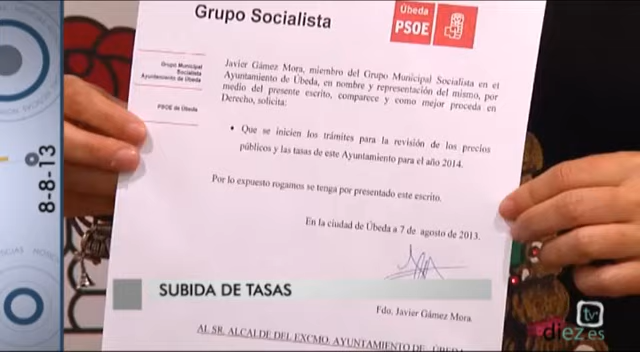 Grupo Socialista
Úbeda
PSOE
Grupo Municipal
Socialista
Ayuntamiento de Úbeda
PSOE de Úbeda
Javier Gámez Mora, miembro del Grupo Municipal Socialista en el
Ayuntamiento de Úbeda, en nombre y representación del mismo, por
medio del presente escrito, comparece y como mejor proceda en
Derecho, solicita:
• Que se inicien los trámites para la revisión de los precios
públicos y las tasas de este Ayuntamiento para el año 2014.
Por lo expuesto rogamos se tenga por presentado este escrito.
En la ciudad de Úbeda a 7 de agosto de 2013.
Fdo. Javier Gámez Mora.
AL SR. ALCALDE DEL EXCMO. AYUNTAMIENTO DE ÚBEDA
8-8-13
SUBIDA DE TASAS
tv
diez.es